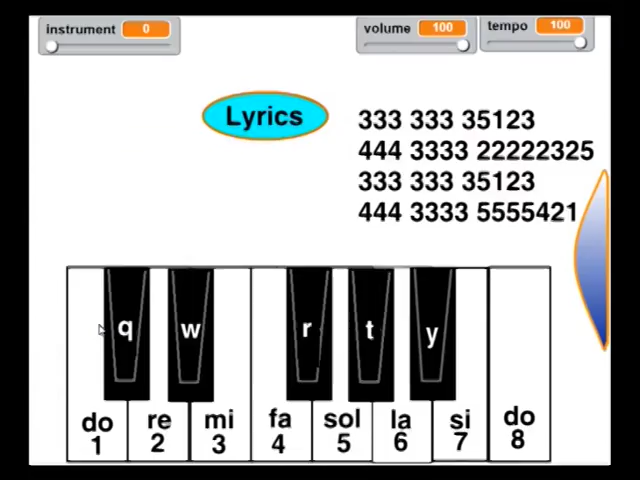 instrument 0
volume 100
tempo 100
Lyrics
333 333 35123
444 3333 22222325
333 333 35123
444 3333 5555421
q w r t y
do re mi fa sol la si do
1 2 3 4 5 6 7 8